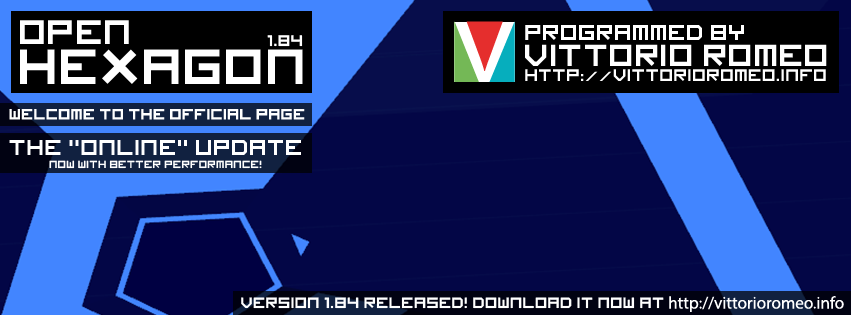 OPEN
HEXAGON 1.84
WELCOME TO THE OFFICIAL PAGE
THE "ONLINE" UPDATE
NOW WITH BETTER PERFORMANCE!
V
PROGRAMMED BY
VITTORIO ROMEO
HTTP://VITTORIOROMEO.INFO
VERSION 1.84 RELEASED! DOWNLOAD IT NOW AT http://vittorioromeo.info